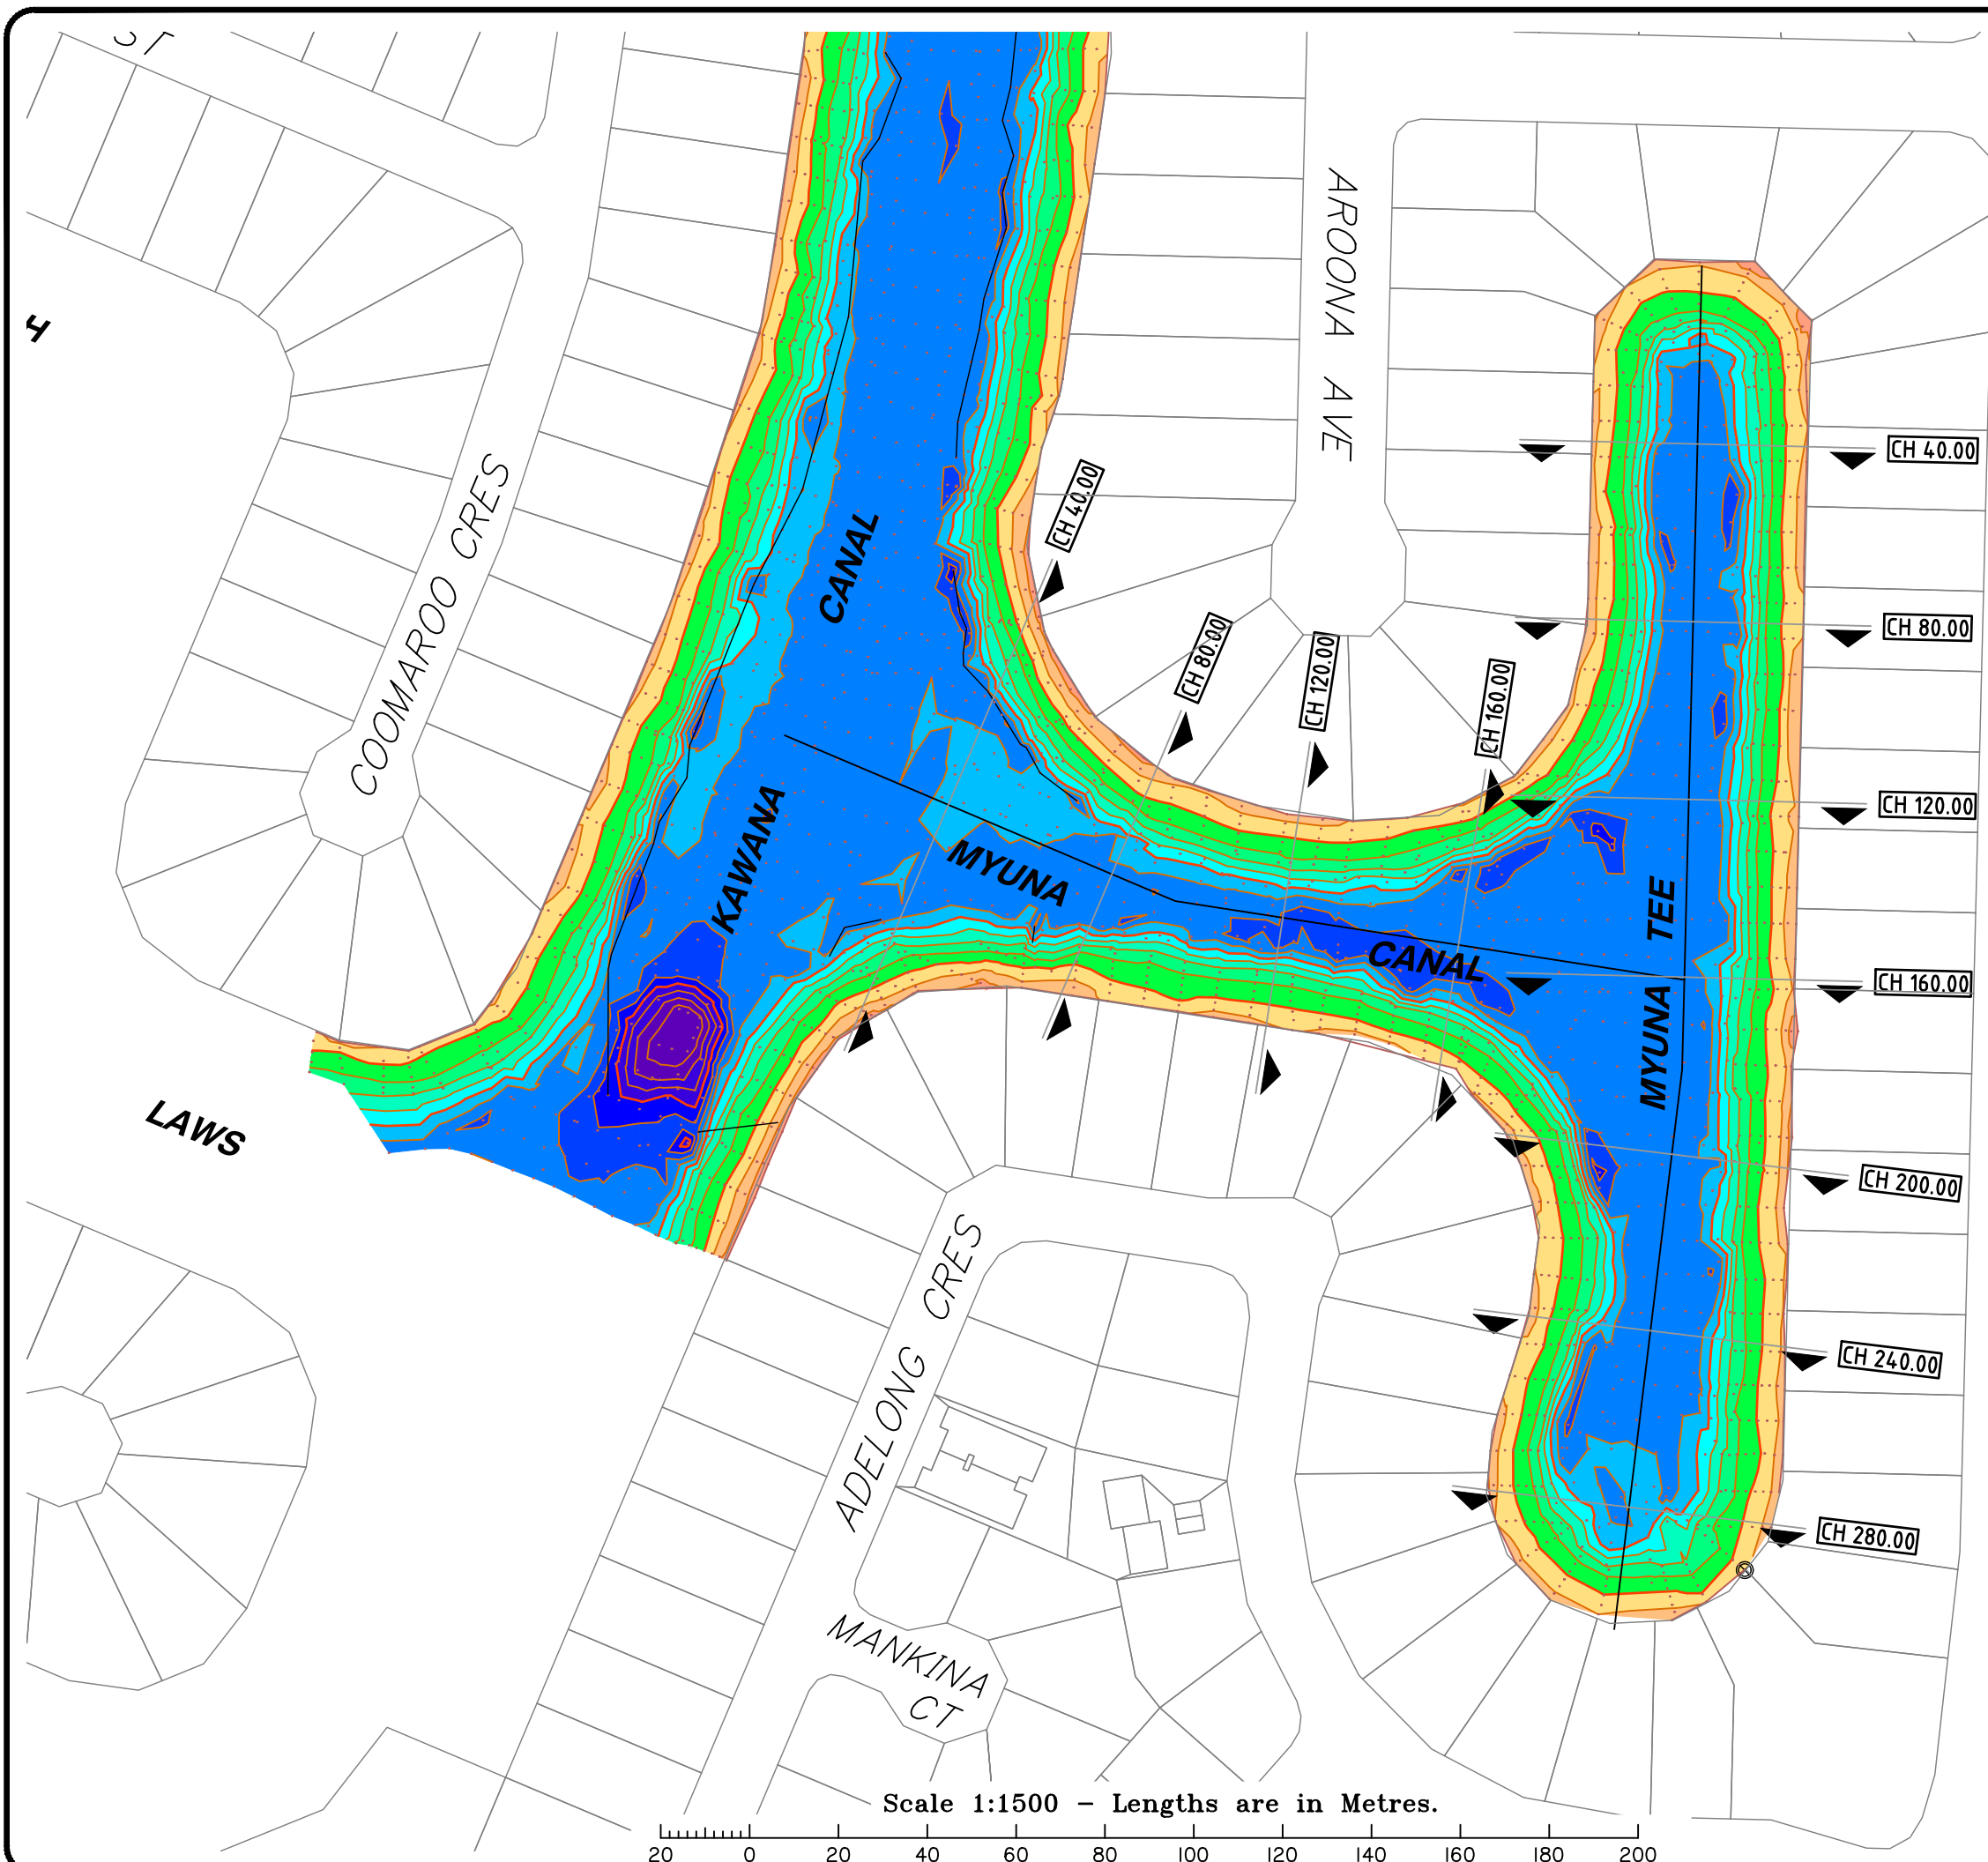 ST
H
AROONA AVE
COOMAROO CRES
CANAL
KAWANA
MYUNA
CANAL
MYUNA TEE
LAWS
ADELONG CRES
MANKINA
CT
CH 40.00
CH 80.00
CH 120.00
CH 160.00
CH 40.00
CH 80.00
CH 120.00
CH 160.00
CH 200.00
CH 240.00
CH 280.00
Scale 1:1500 - Lengths are in Metres.
20 0 20 40 60 80 100 120 140 160 180 200